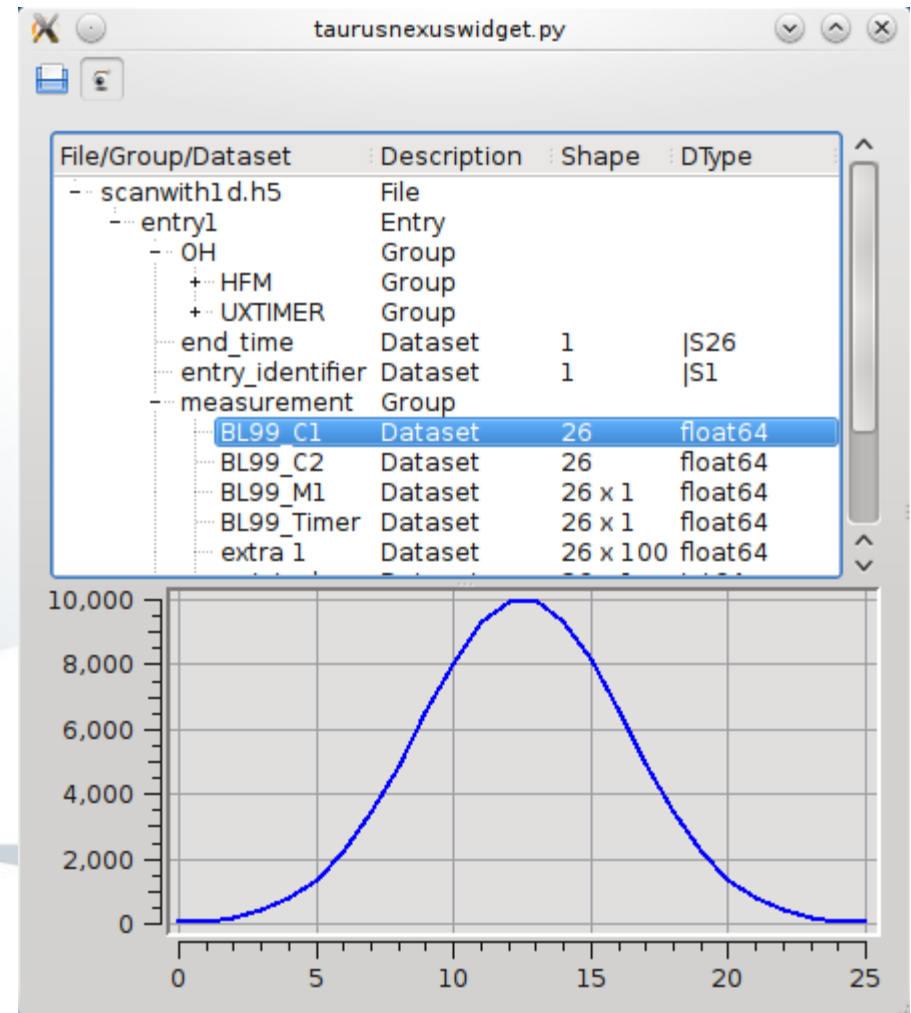 taurusnexuswidget.py
File/Group/Dataset Description Shape DType
scanwith1d.h5 File
entry1 Entry
OH Group
HFM Group
UXTIMER Group
end_time Dataset 1 |S26
entry_identifier Dataset 1 |S1
measurement Group
BL99_C1 Dataset 26 float64
BL99_C2 Dataset 26 float64
BL99_M1 Dataset 26 x 1 float64
BL99_Timer Dataset 26 x 1 float64
extra 1 Dataset 26 x 100 float64
10,000
8,000
6,000
4,000
2,000
0
0 5 10 15 20 25